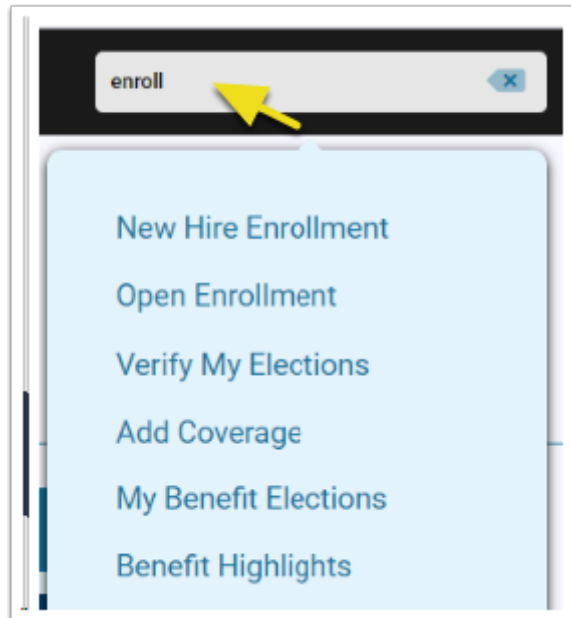 enroll
New Hire Enrollment
Open Enrollment
Verify My Elections
Add Coverage
My Benefit Elections
Benefit Highlights